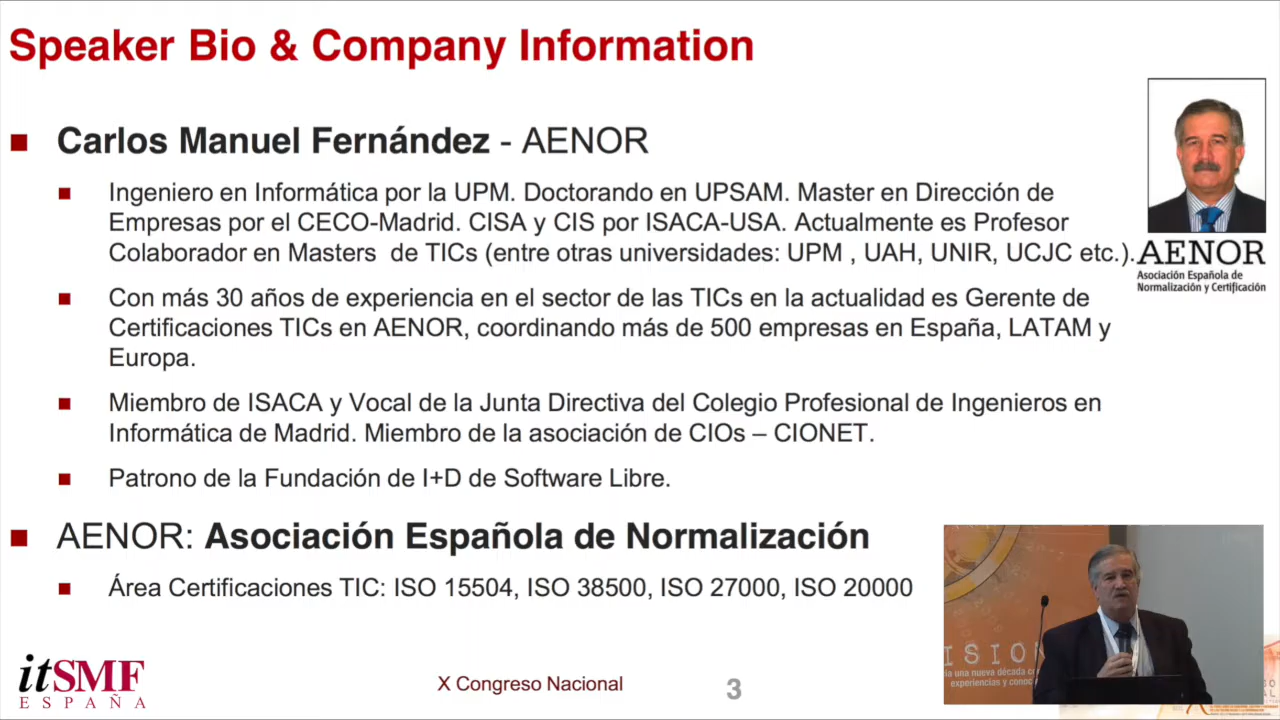 Speaker Bio & Company Information
Carlos Manuel Fernández - AENOR
Ingeniero en Informática por la UPM. Doctorando en UPSAM. Master en Dirección de
Empresas por el CECO-Madrid. CISA y CIS por ISACA-USA. Actualmente es Profesor
Colaborador en Masters de TICs (entre otras universidades: UPM , UAH, UNIR, UCJC etc.).
AENOR
Asociación Española de
Normalización y Certificación
Con más 30 años de experiencia en el sector de las TICs en la actualidad es Gerente de
Certificaciones TICs en AENOR, coordinando más de 500 empresas en España, LATAM y
Europa.
Miembro de ISACA y Vocal de la Junta Directiva del Colegio Profesional de Ingenieros en
Informática de Madrid. Miembro de la asociación de CIOs – CIONET.
Patrono de la Fundación de I+D de Software Libre.
AENOR: Asociación Española de Normalización
Área Certificaciones TIC: ISO 15504, ISO 38500, ISO 27000, ISO 20000
ISION
una nueva década
experiencias y
itSMF
ESPAÑA
X Congreso Nacional
3